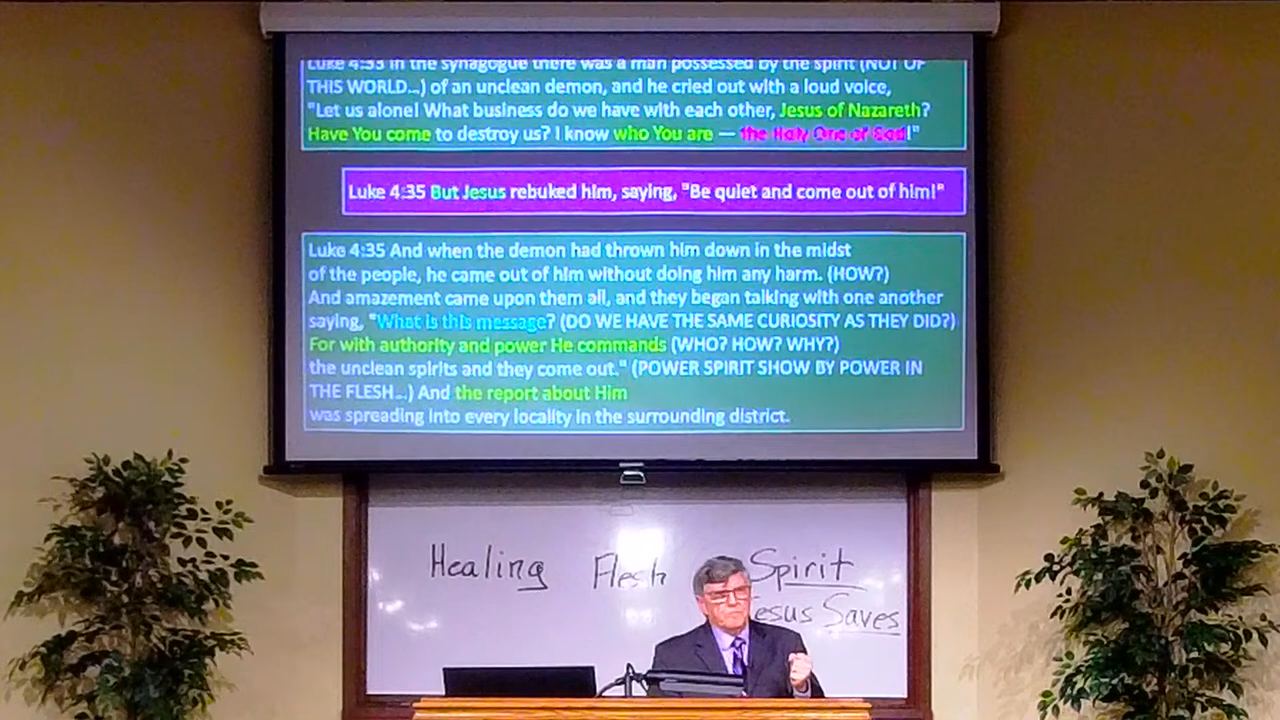 Luke 4:33 In the synagogue there was a man possessed by the spirit (NOT OF
THIS WORLD...) of an unclean demon, and he cried out with a loud voice,
"Let us alone! What business do we have with each other, Jesus of Nazareth?
Have You come to destroy us? I know who You are — the Holy One of God!"
Luke 4:35 But Jesus rebuked him, saying, "Be quiet and come out of him!"
Luke 4:35 And when the demon had thrown him down in the midst
of the people, he came out of him without doing him any harm. (HOW?)
And amazement came upon them all, and they began talking with one another
saying, "What is this message? (DO WE HAVE THE SAME CURIOSITY AS THEY DID?)
For with authority and power He commands (WHO? HOW? WHY?)
the unclean spirits and they come out." (POWER SPIRIT SHOW BY POWER IN
THE FLESH...) And the report about Him
was spreading into every locality in the surrounding district.
Healing Flesh Spirit
esus Saves